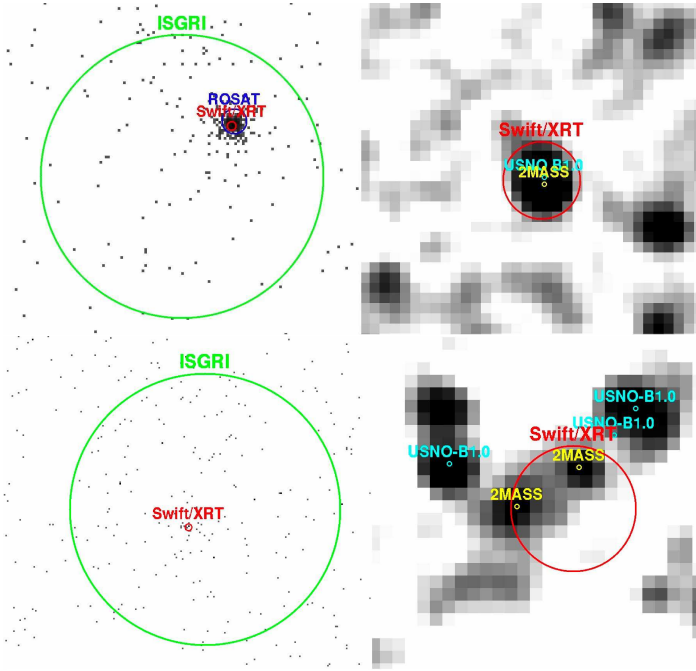 ISGRI
ROSAT
Swift/XRT
Swift/XRT
USNO B1.0
2MASS
ISGRI
Swift/XRT
USNO-B1.0
USNO-B1.0
Swift/XRT
USNO-B1.0
2MASS
2MASS